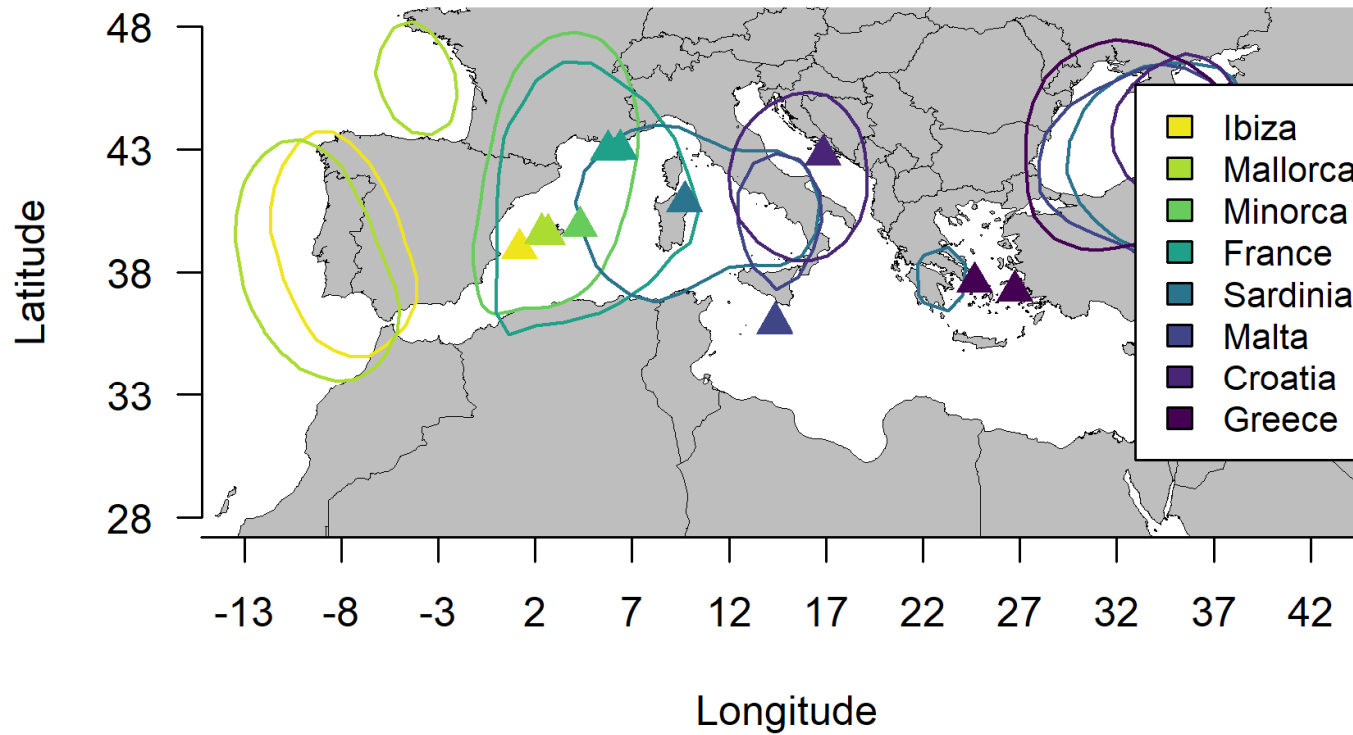 48
43
38
33
28
Latitude
-13 -8 -3 2 7 12 17 22 27 32 37 42
Longitude
Ibiza
Mallorca
Minorca
France
Sardinia
Malta
Croatia
Greece